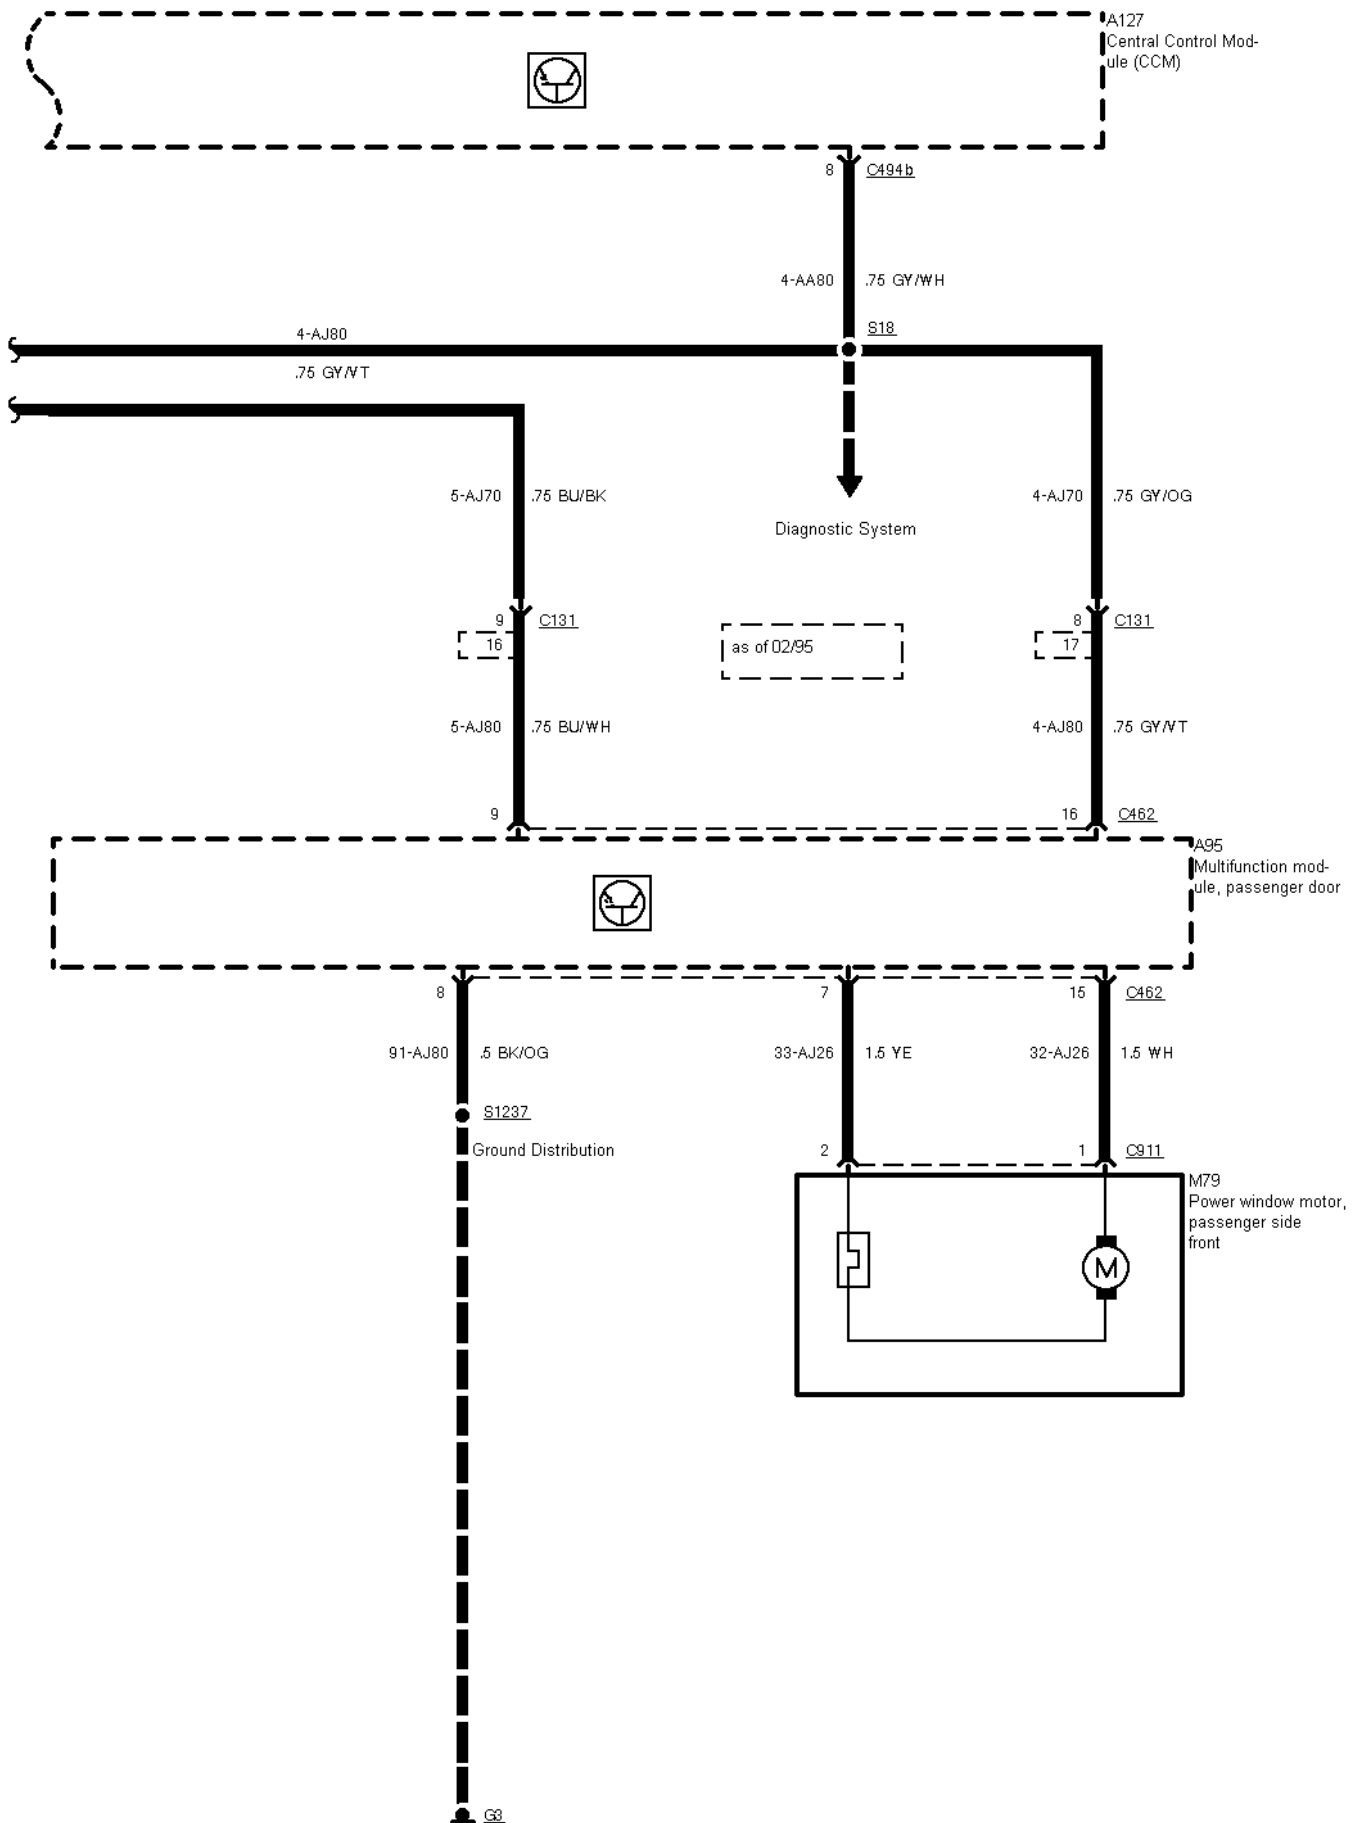 A127
Central Control Mod-
ule (CCM)
8 C494b
4-AA80 .75 GY/WH
S18
4-AJ80
.75 GY/VT
5-AJ70 .75 BU/BK
4-AJ70 .75 GY/OG
Diagnostic System
9 C131
8 C131
16
as of 02/95
17
5-AJ80 .75 BU/WH
4-AJ80 .75 GY/VT
9
16 C462
A95
Multifunction mod-
ule, passenger door
8
7
15 C462
91-AJ80 .5 BK/OG
33-AJ26 1.5 YE
32-AJ26 1.5 WH
S1237
Ground Distribution
2
1 C911
M79
Power window motor,
passenger side
front
M
G3